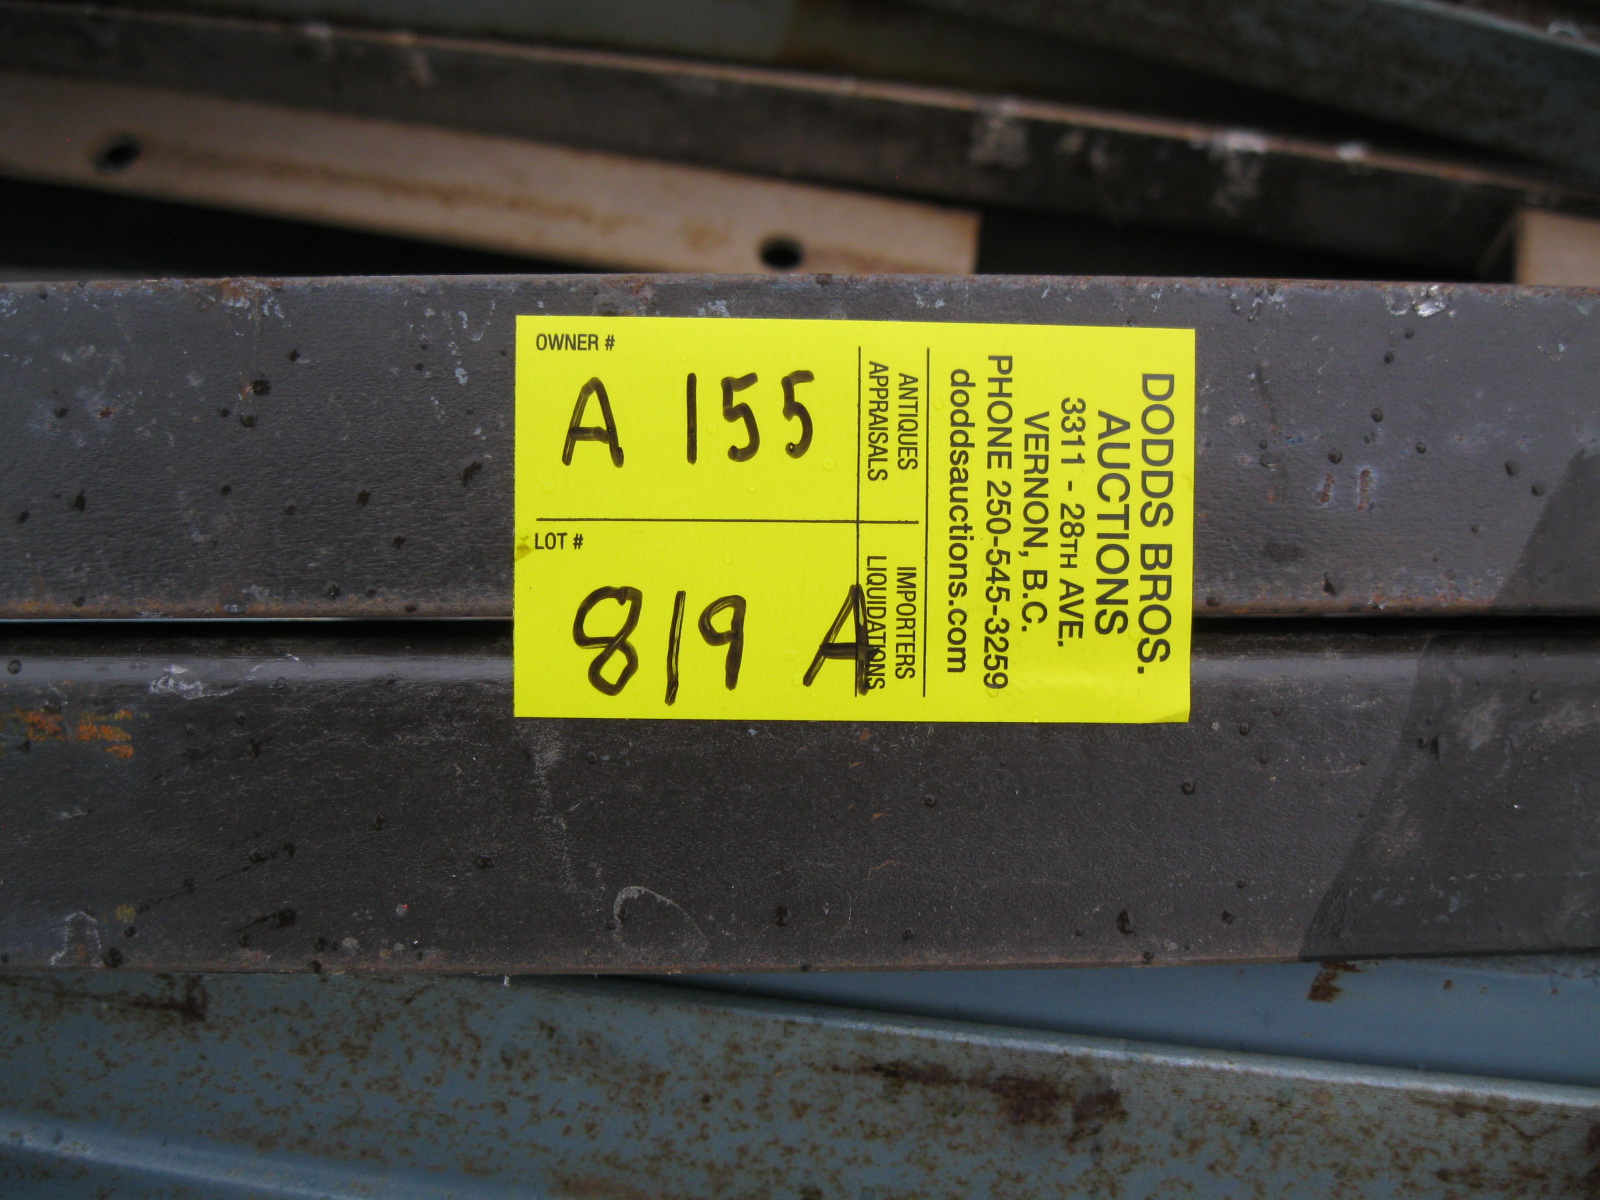 OWNER #
A 155
LOT #
819 A
ANTIQUES
APPRAISALS
IMPORTERS
LIQUIDATIONS
DODDS BROS.
AUCTIONS
3311 - 28TH AVE.
VERNON, B.C.
PHONE 250-545-3259
doddsauctions.com